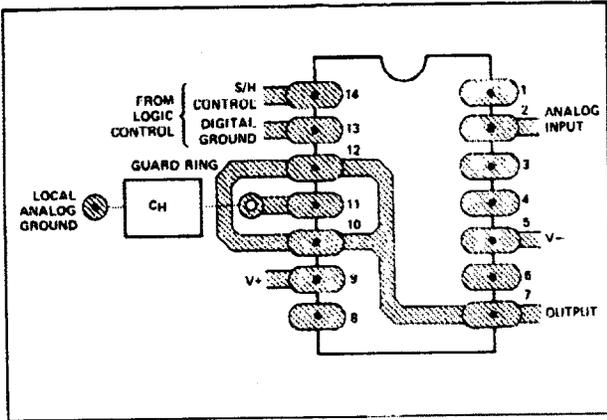 FROM
LOGIC
CONTROL
S/H
CONTROL
14
DIGITAL
GROUND
13
12
GUARD RING
LOCAL
ANALOG
GROUND
CH
11
10
V+
9
8
1
2
ANALOG
INPUT
3
4
5
V−
6
7
OUTPUT